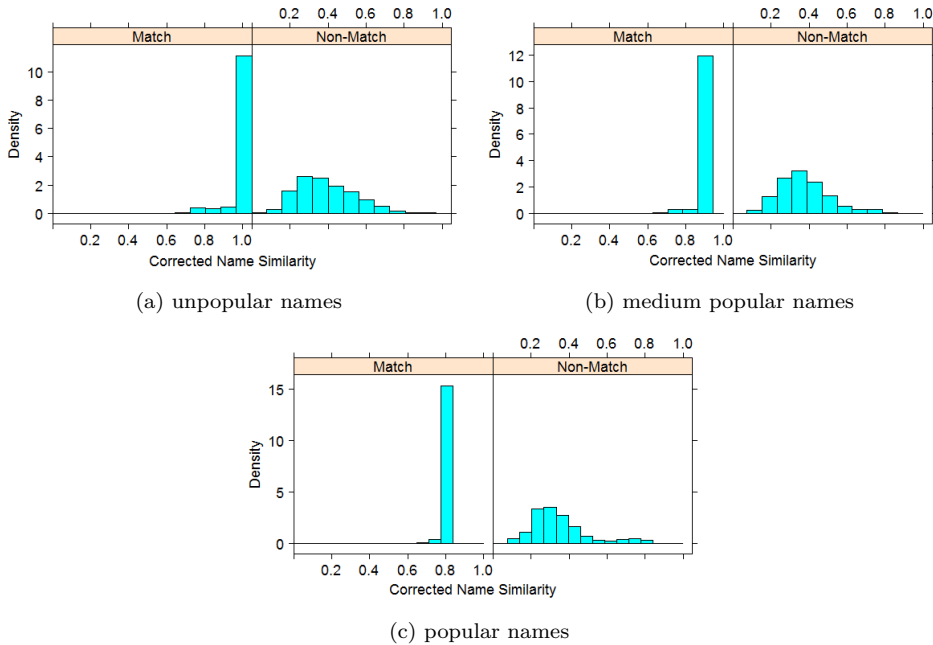 0.2 0.4 0.6 0.8 1.0
Match Non-Match
10
8
6
4
2
0
Density
0.2 0.4 0.6 0.8 1.0
Corrected Name Similarity
(a) unpopular names
0.2 0.4 0.6 0.8 1.0
Match Non-Match
12
10
8
6
4
2
0
Density
0.2 0.4 0.6 0.8 1.0
Corrected Name Similarity
(b) medium popular names
0.2 0.4 0.6 0.8 1.0
Match Non-Match
15
10
5
0
Density
0.2 0.4 0.6 0.8 1.0
Corrected Name Similarity
(c) popular names